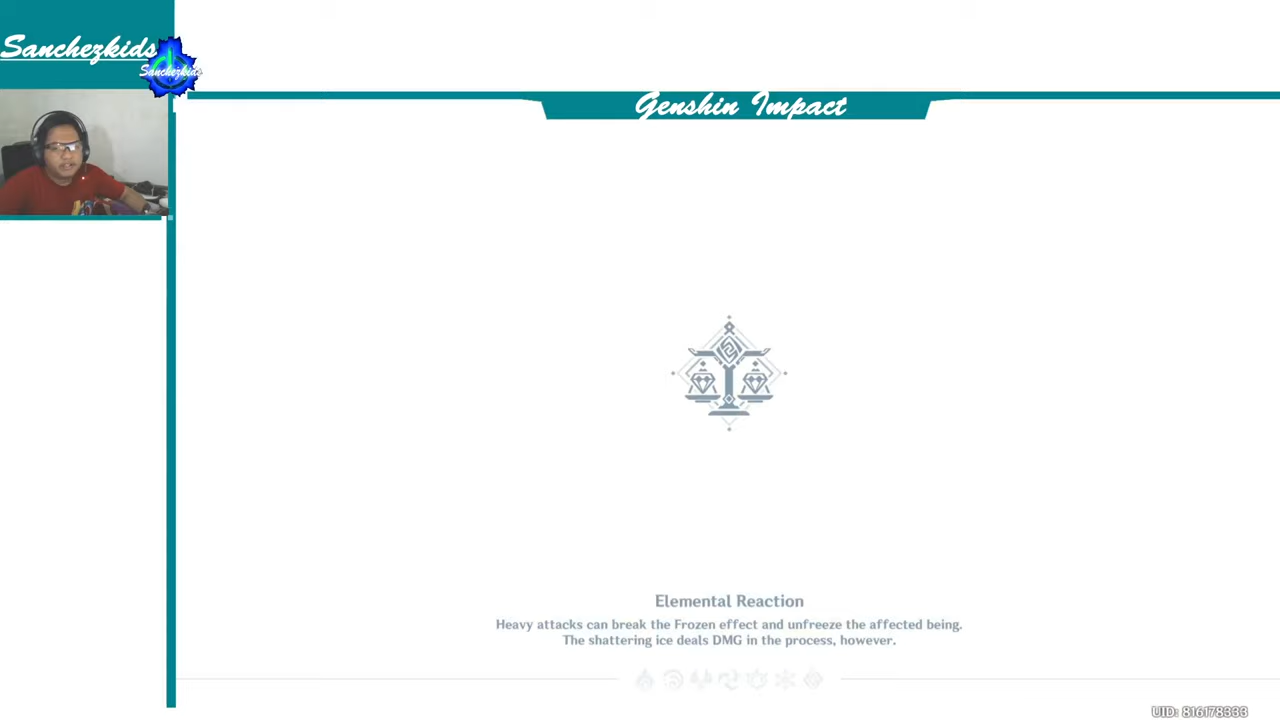 Sanchezkids
Sanchezkids
Genshin Impact
Elemental Reaction
Heavy attacks can break the Frozen effect and unfreeze the affected being.
The shattering ice deals DMG in the process, however.
UID: 816178333